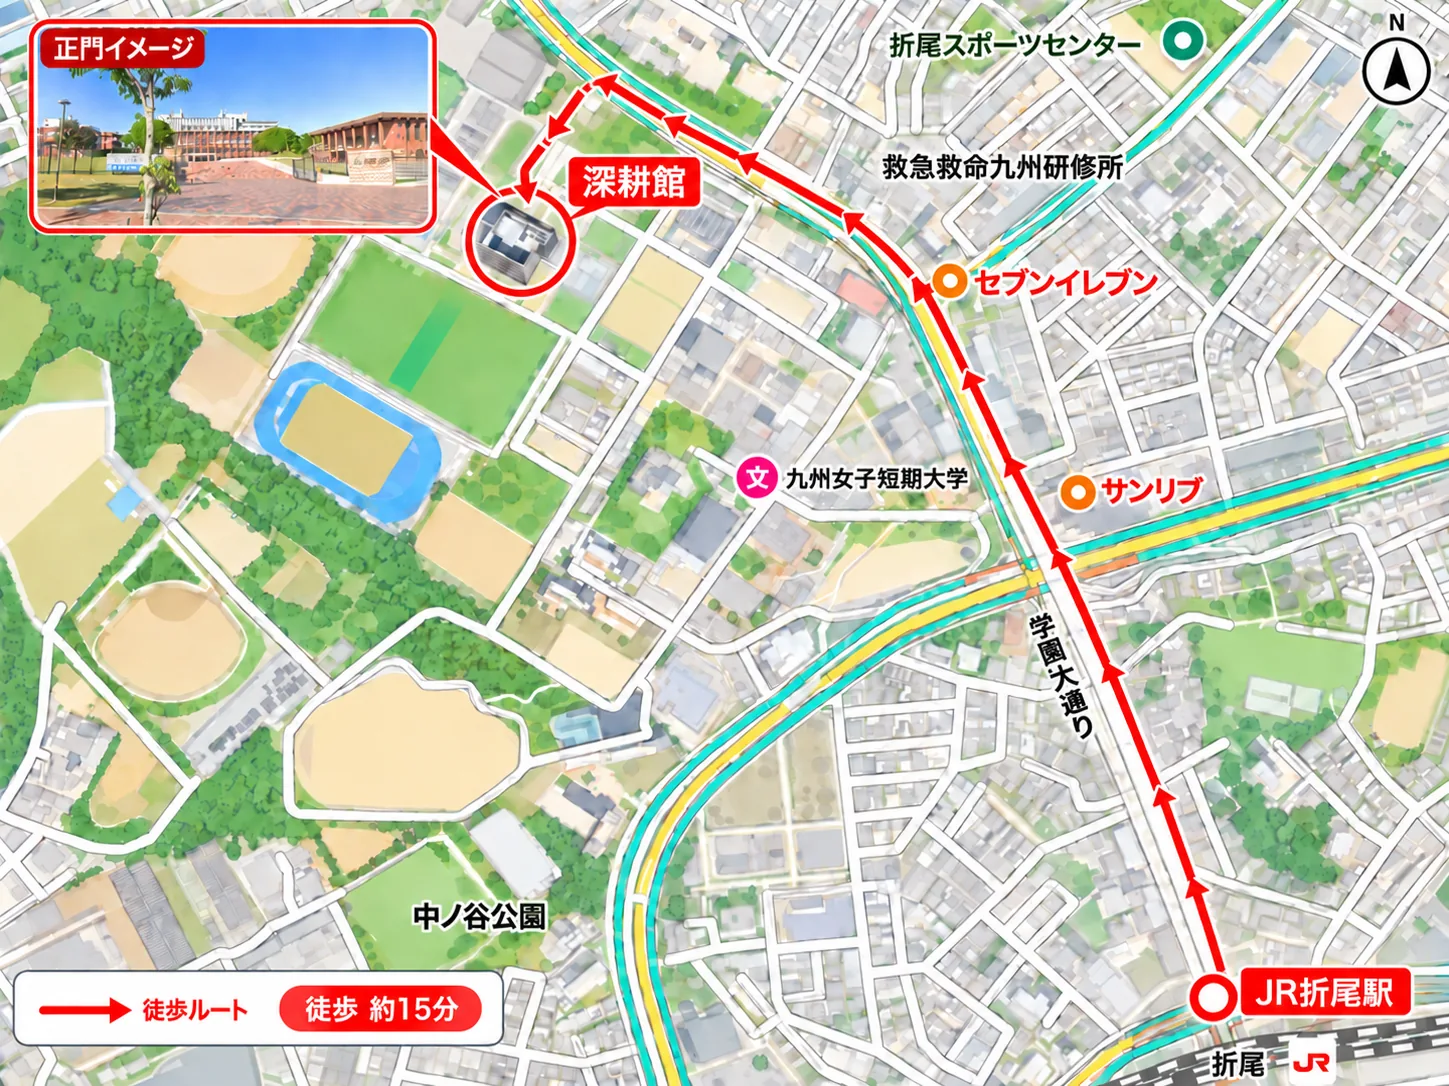 正門イメージ
折尾スポーツセンター
N
救急救命九州研修所
深耕館
セブンイレブン
文 九州女子短期大学
サンリブ
学園大通り
中ノ谷公園
徒歩ルート 徒歩 約15分
JR折尾駅
折尾 JR